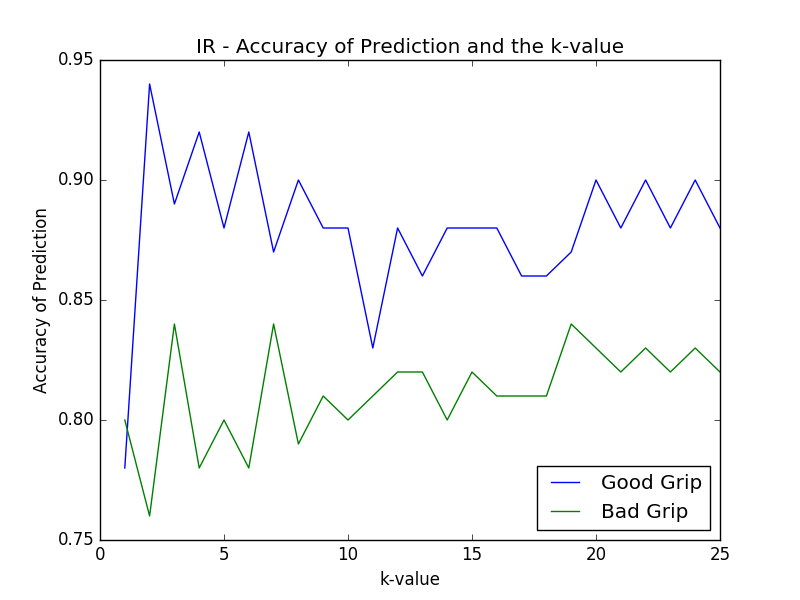 IR - Accuracy of Prediction and the k-value
0.95
0.90
0.85
0.80
0.75
Accuracy of Prediction
Good Grip
Bad Grip
0 5 10 15 20 25
k-value